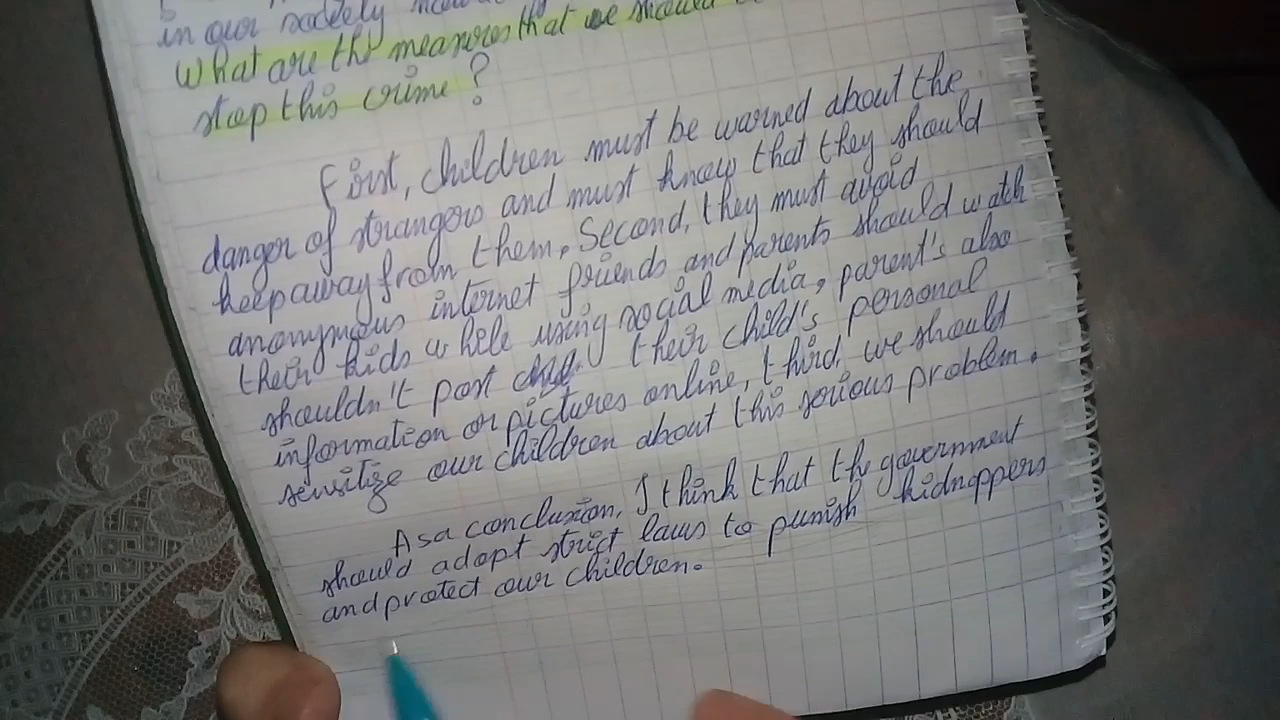 in our society
What are the measures that we should
stop this crime ?
First, children must be warned about the
danger of strangers and must know that they should
keep away from them. Second, they must avoid
anonymous internet friends and parents should watch
their kids while using social media, parent's also
shouldn't post their child's personal
information or pictures online, third, we should
sensitize our children about this serious problem.
As a conclusion, I think that the government
should adopt strict laws to punish kidnappers
and protect our children.